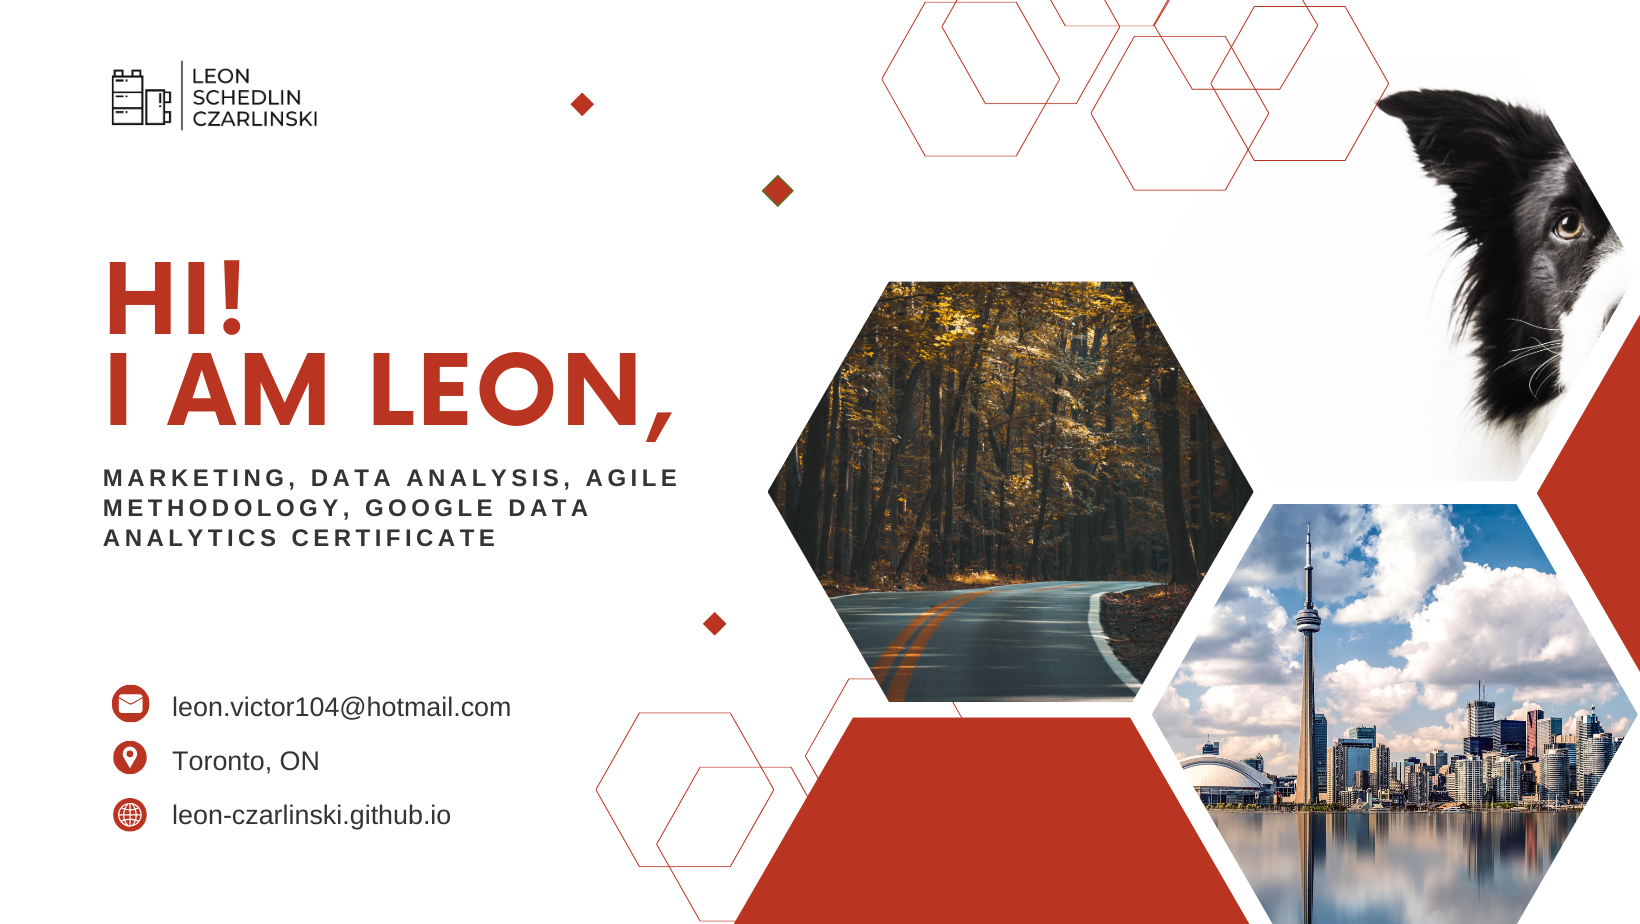 LEON
SCHEDLIN
CZARLINSKI
HI!
I AM LEON,
MARKETING, DATA ANALYSIS, AGILE
METHODOLOGY, GOOGLE DATA
ANALYTICS CERTIFICATE
leon.victor104@hotmail.com
Toronto, ON
leon-czarlinski.github.io